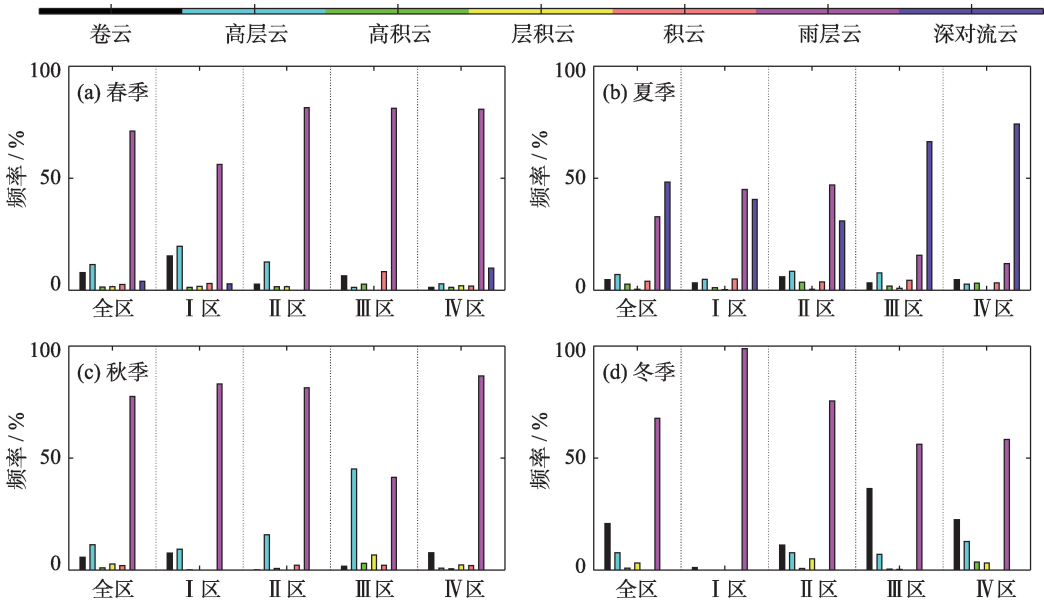 卷云 高层云 高积云 层积云 积云 雨层云 深对流云
100
(a) 春季
频率 / %
50
0
全区 Ⅰ区 Ⅱ区 Ⅲ区 Ⅳ区
100
(b) 夏季
频率 / %
50
0
全区 Ⅰ区 Ⅱ区 Ⅲ区 Ⅳ区
100
(c) 秋季
频率 / %
50
0
全区 Ⅰ区 Ⅱ区 Ⅲ区 Ⅳ区
100
(d) 冬季
频率 / %
50
0
全区 Ⅰ区 Ⅱ区 Ⅲ区 Ⅳ区